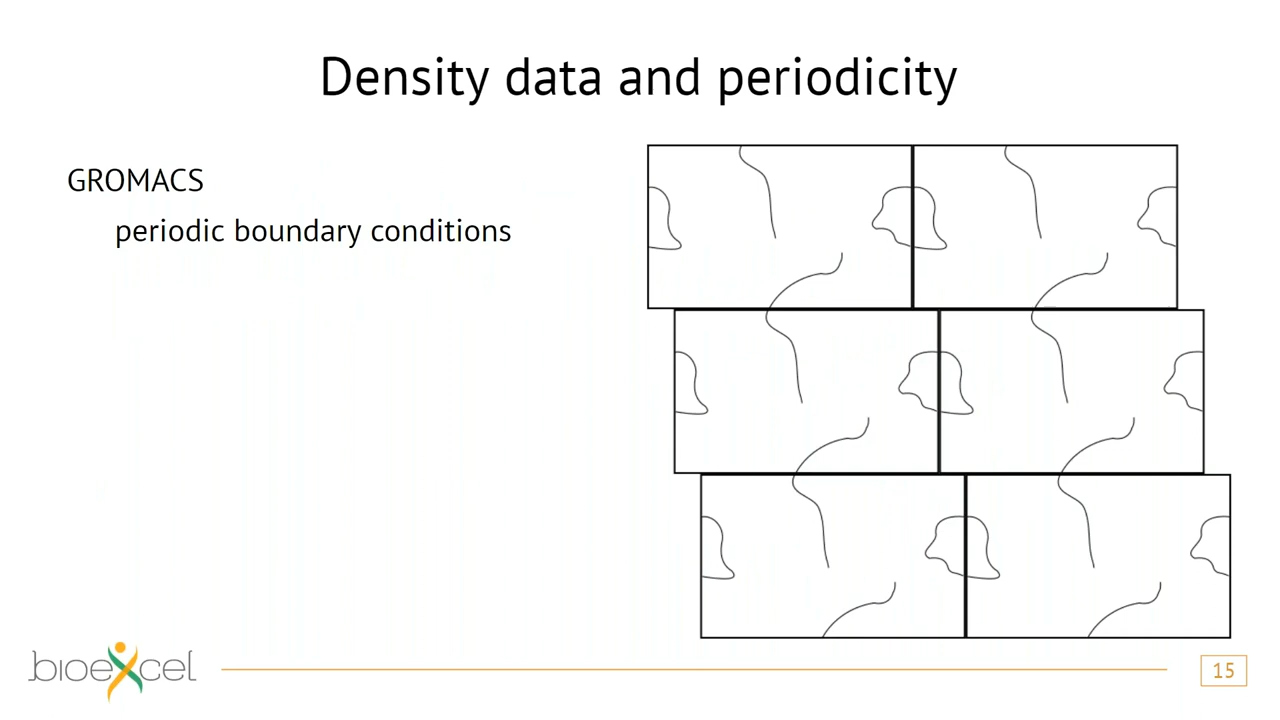 Density data and periodicity
GROMACS
periodic boundary conditions
bioexcel
15